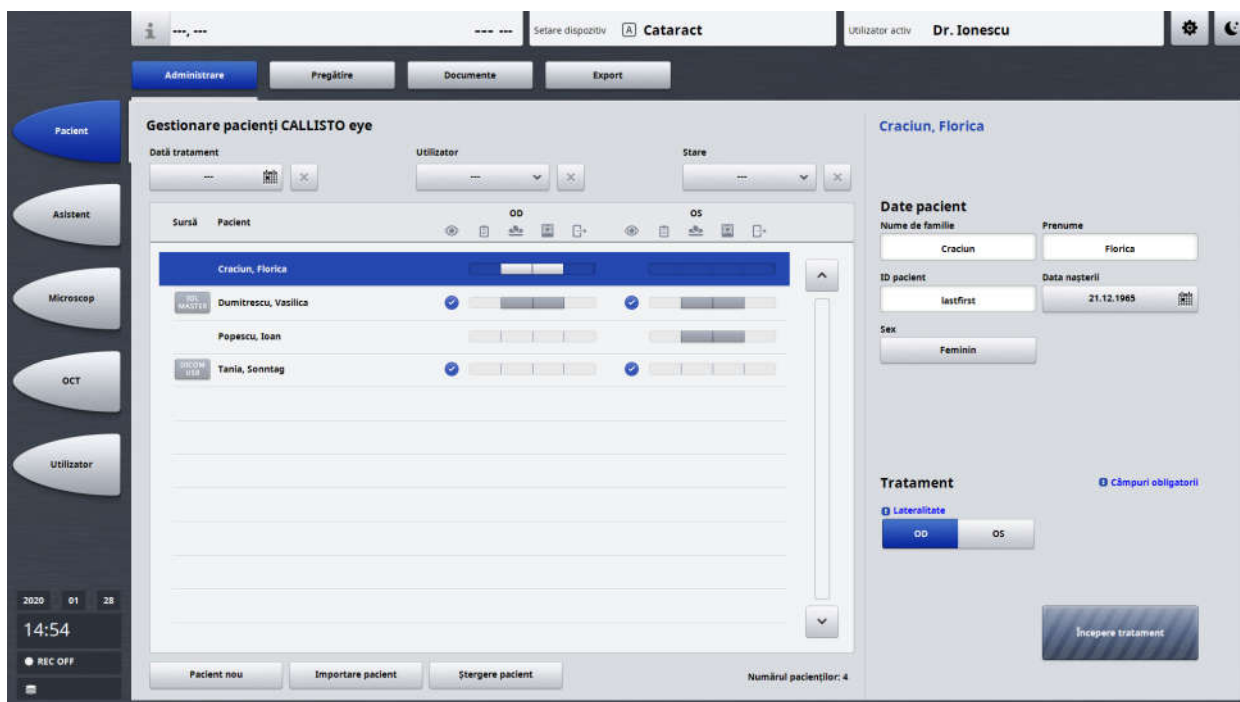 ---, ---
--- ---
Setare dispozitiv A Cataract
Utilizator activ Dr. Ionescu
Administrare
Pregătire
Documente
Export
Pacient
Asistent
Microscop
OCT
Utilizator
2020 01 28
14:54
REC OFF
Gestionare pacienți CALLISTO eye
Dată tratament
Utilizator
Stare
---
---
---
Sursă Pacient OD OS
Craciun, Florica
IOL MASTER Dumitrescu, Vasilica
Popescu, Ioan
DICOM USB Tania, Sonntag
Pacient nou
Importare pacient
Ștergere pacient
Numărul pacienților: 4
Craciun, Florica
Date pacient
Nume de familie Prenume
Craciun Florica
ID pacient Data nașterii
lastfirst 21.12.1965
Sex
Feminin
Tratament Câmpuri obligatorii
Lateralitate
OD OS
Începere tratament